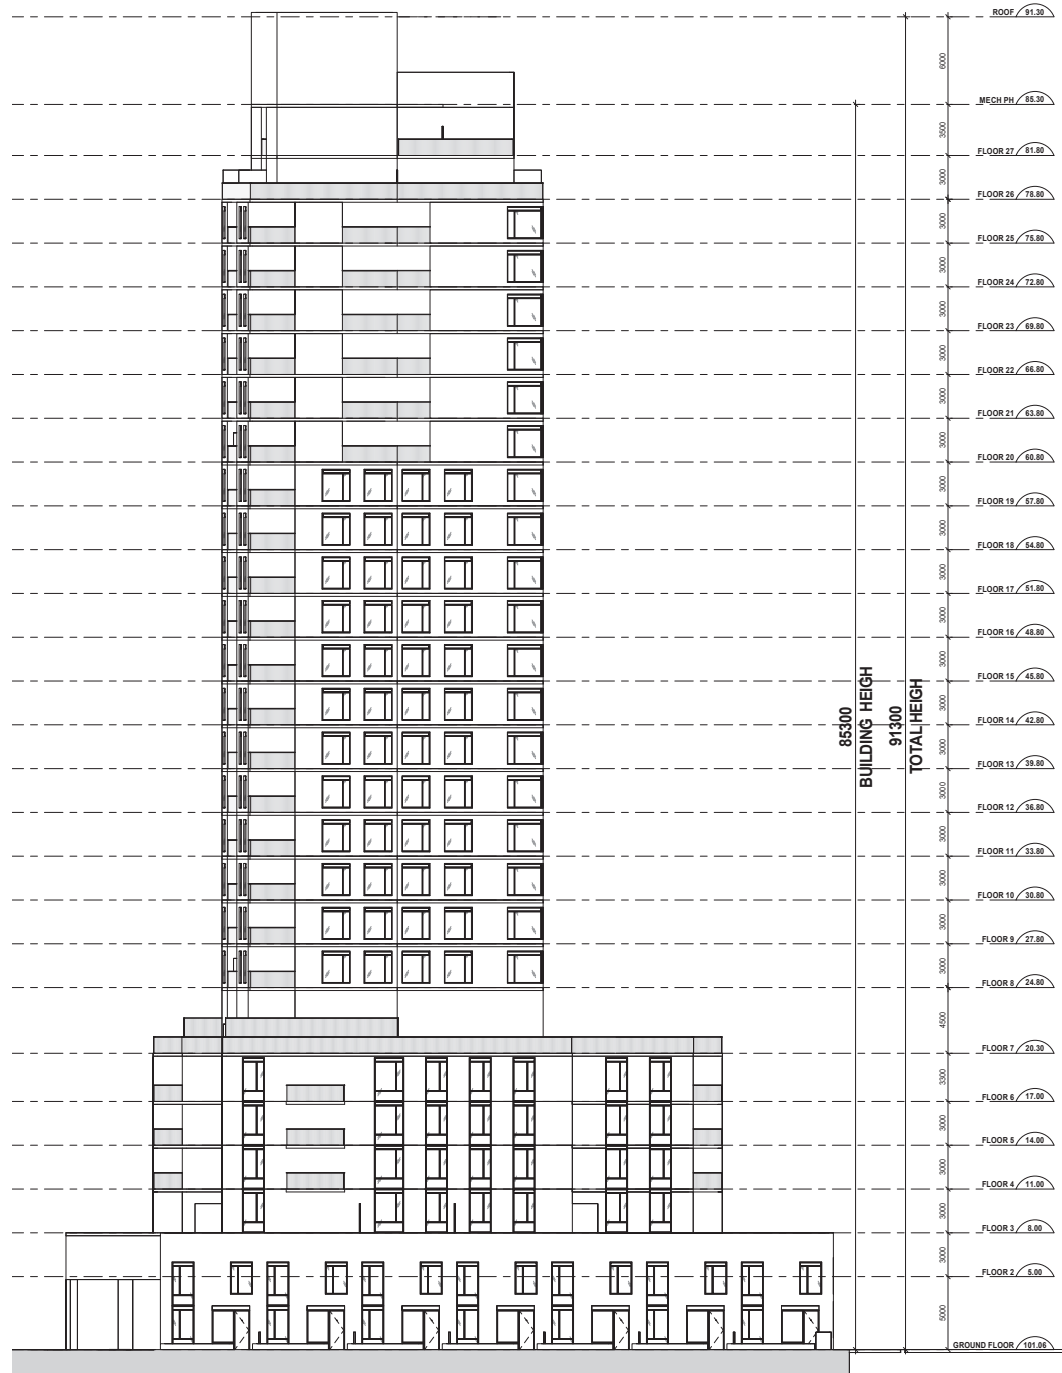 ROOF 91.30
6000
MECH PH 85.30
3500
FLOOR 27 81.80
3000
FLOOR 26 78.80
3000
FLOOR 25 75.80
3000
FLOOR 24 72.80
3000
FLOOR 23 69.80
3000
FLOOR 22 66.80
3000
FLOOR 21 63.80
3000
FLOOR 20 60.80
3000
FLOOR 19 57.80
3000
FLOOR 18 54.80
3000
FLOOR 17 51.80
3000
FLOOR 16 48.80
3000
FLOOR 15 45.80
3000
FLOOR 14 42.80
3000
FLOOR 13 39.80
3000
FLOOR 12 36.80
3000
FLOOR 11 33.80
3000
FLOOR 10 30.80
3000
FLOOR 9 27.80
3000
FLOOR 8 24.80
4500
FLOOR 7 20.30
3300
FLOOR 6 17.00
3000
FLOOR 5 14.00
3000
FLOOR 4 11.00
3000
FLOOR 3 8.00
3000
FLOOR 2 5.00
5000
GROUND FLOOR 101.06
85300
BUILDING HEIGH
91300
TOTAL HEIGH